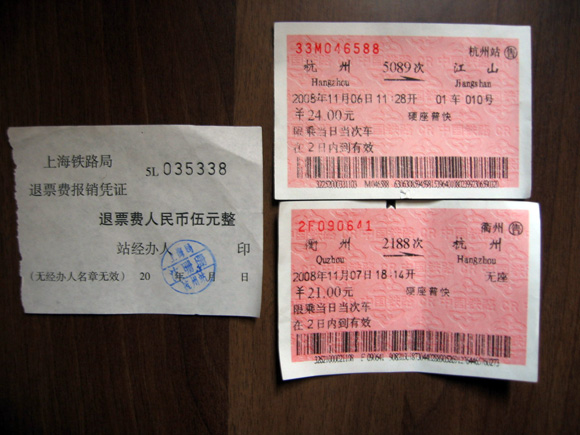 上海铁路局
5L 035338
退票费报销凭证
退票费人民币伍元整
站经办人 印
(无经办人名章无效) 20 年 月 日
33M046588
杭州站 售
杭 州 5089次 江 山
Hangzhou Jiangshan
2008年11月06日 11:28开 01车 010号
￥24.00元 硬座普快
限乘当日当次车
在2日内到有效
2F090641
衢州 售
衢 州 2188次 杭 州
Quzhou Hangzhou
2008年11月07日 18:14开 无座
￥21.00元 硬座普快
限乘当日当次车
在2日内到有效